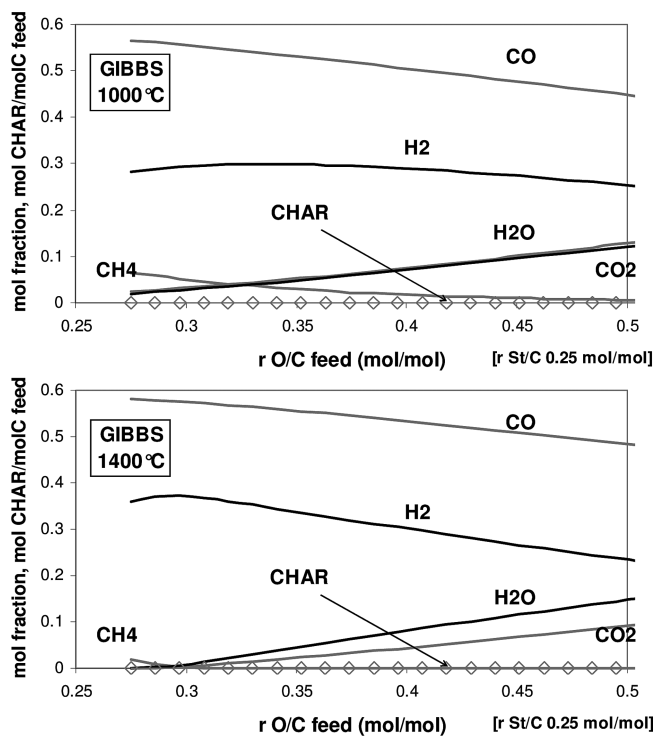 mol fraction, mol CHAR/molC feed
0.6
0.5
0.4
0.3
0.2
0.1
0
GIBBS
1000°C
CO
H2
CHAR
H2O
CH4
CO2
0.25
0.3
0.35
0.4
0.45
0.5
r O/C feed (mol/mol)
[r St/C 0.25 mol/mol]
mol fraction, mol CHAR/molC feed
0.6
0.5
0.4
0.3
0.2
0.1
0
GIBBS
1400°C
CO
H2
CHAR
H2O
CH4
CO2
0.25
0.3
0.35
0.4
0.45
0.5
r O/C feed (mol/mol)
[r St/C 0.25 mol/mol]